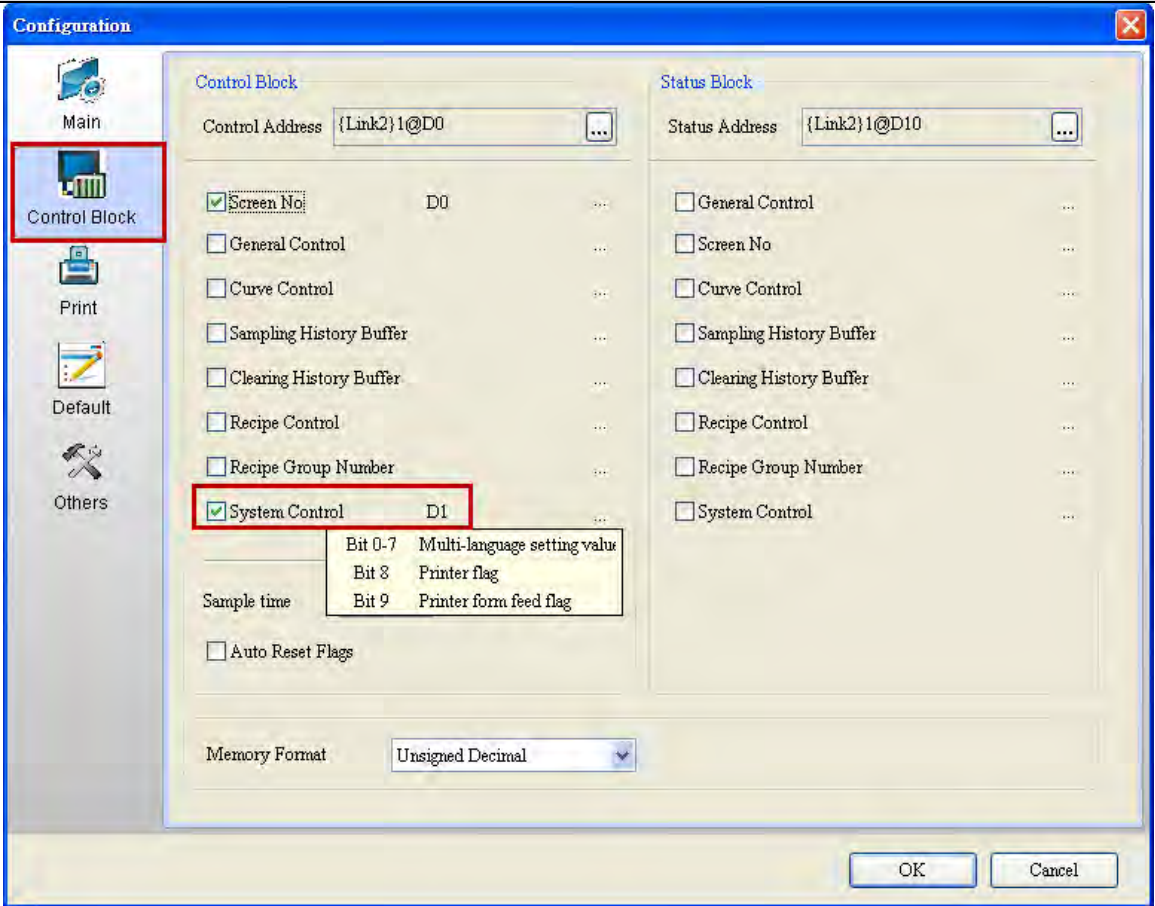 Configuration
Main
Control Block
Print
Default
Others
Control Block
Control Address {Link2}1@D0 ...
Screen No D0 ...
General Control ...
Curve Control ...
Sampling History Buffer ...
Clearing History Buffer ...
Recipe Control ...
Recipe Group Number ...
System Control D1 ...
Bit 0-7 Multi-language setting value
Bit 8 Printer flag
Bit 9 Printer form feed flag
Sample time
Auto Reset Flags
Status Block
Status Address {Link2}1@D10 ...
General Control ...
Screen No ...
Curve Control ...
Sampling History Buffer ...
Clearing History Buffer ...
Recipe Control ...
Recipe Group Number ...
System Control ...
Memory Format Unsigned Decimal
OK Cancel